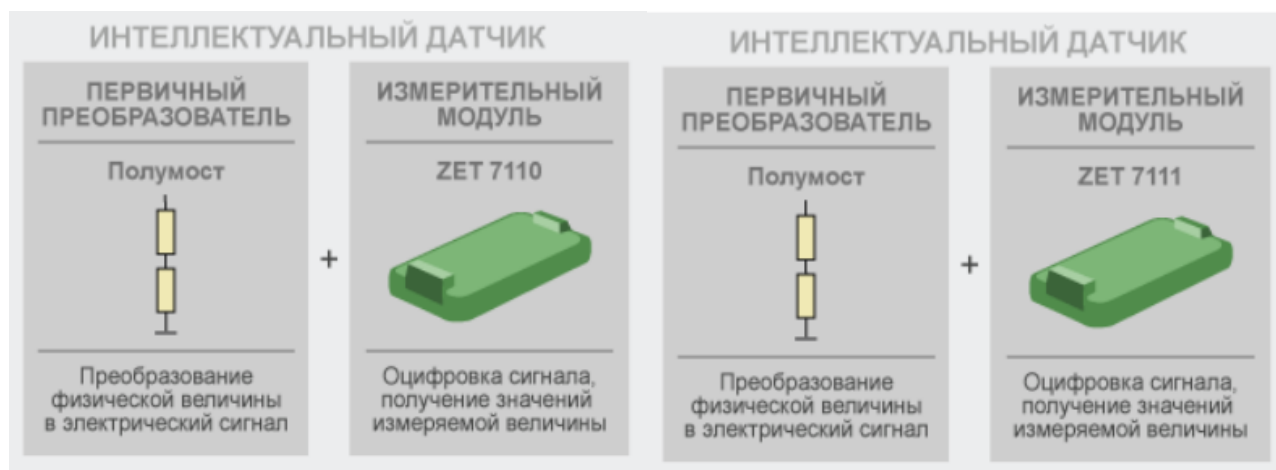 ИНТЕЛЛЕКТУАЛЬНЫЙ ДАТЧИК
ПЕРВИЧНЫЙ
ПРЕОБРАЗОВАТЕЛЬ
Полумост
Преобразование
физической величины
в электрический сигнал
+
ИЗМЕРИТЕЛЬНЫЙ
МОДУЛЬ
ZET 7110
Оцифровка сигнала,
получение значений
измеряемой величины
ИНТЕЛЛЕКТУАЛЬНЫЙ ДАТЧИК
ПЕРВИЧНЫЙ
ПРЕОБРАЗОВАТЕЛЬ
Полумост
Преобразование
физической величины
в электрический сигнал
+
ИЗМЕРИТЕЛЬНЫЙ
МОДУЛЬ
ZET 7111
Оцифровка сигнала,
получение значений
измеряемой величины